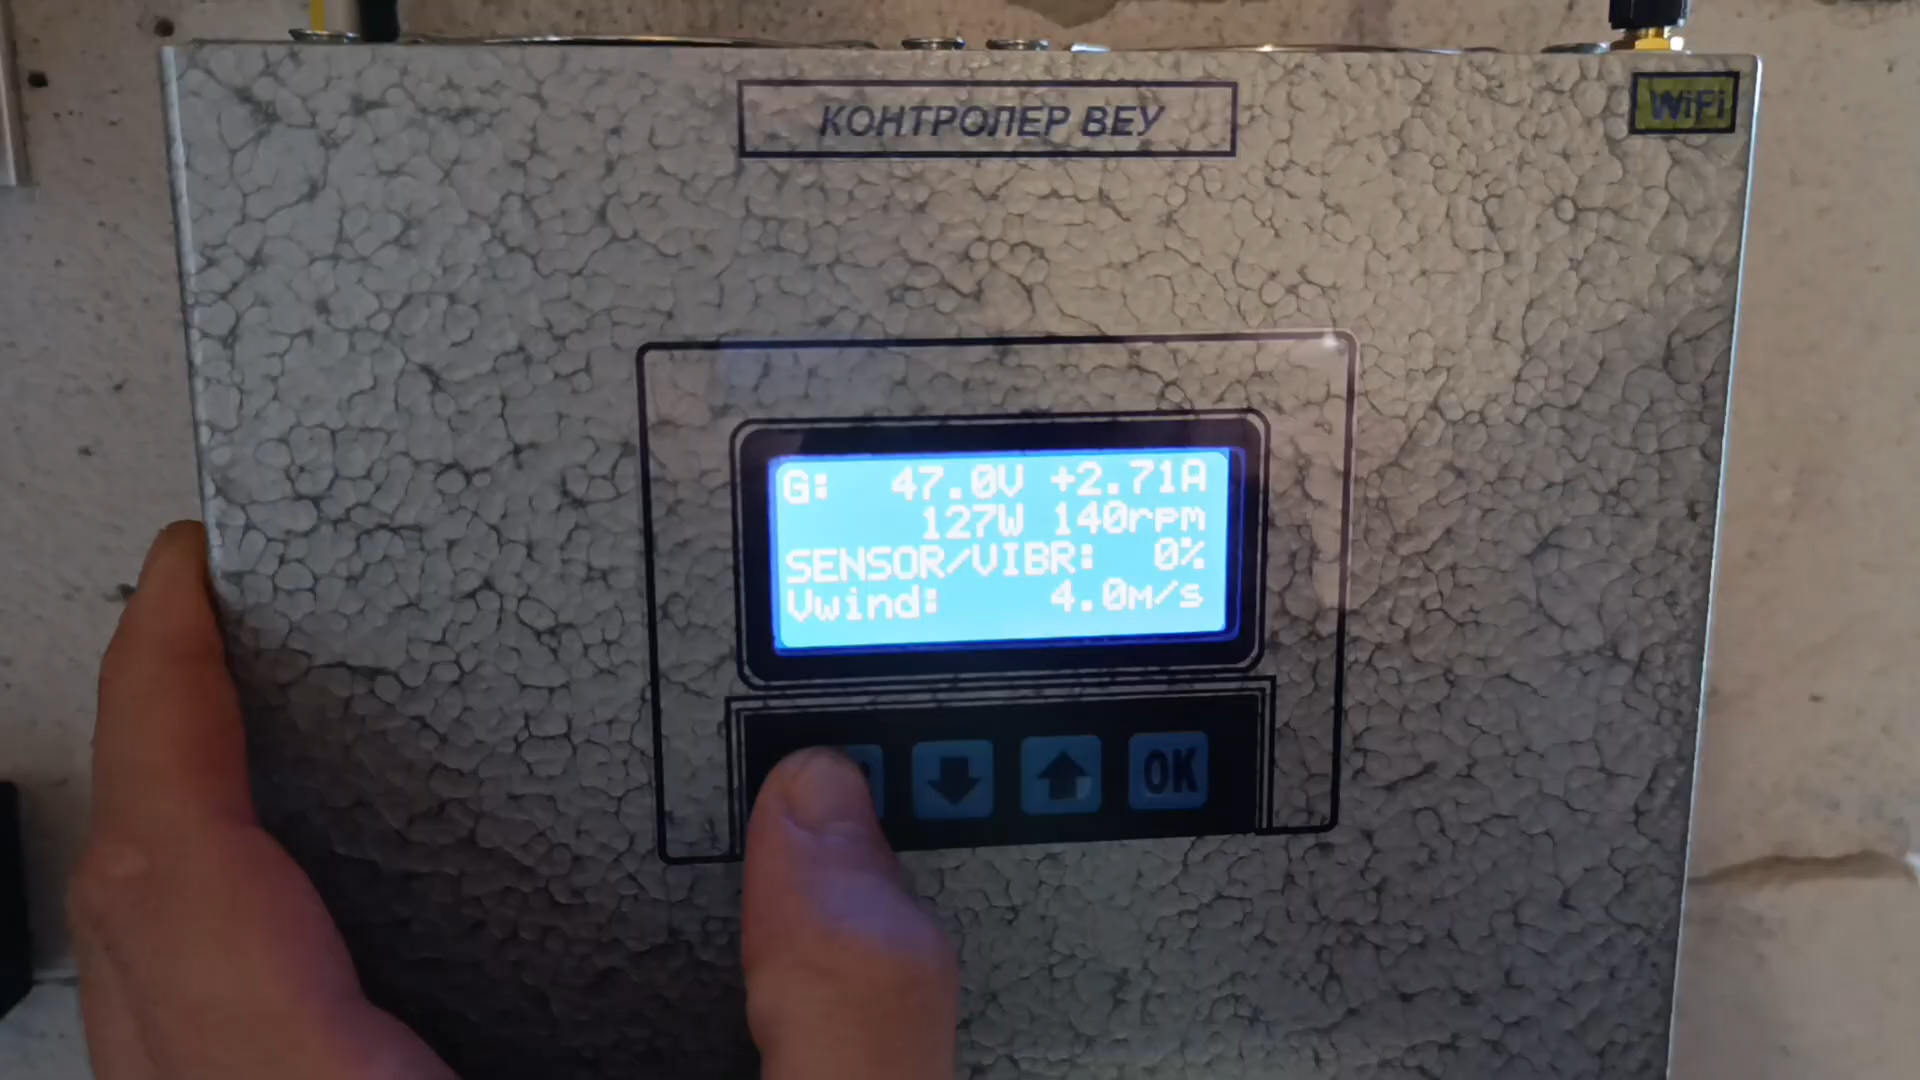 КОНТРОЛЕР ВЕУ
WiFi
G: 47.0V +2.71A
127W 140rpm
SENSOR/VIBR: 0%
Vwind: 4.0м/s
OK